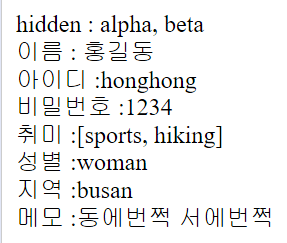 hidden : alpha, beta
이름 : 홍길동
아이디 :honghong
비밀번호 :1234
취미 :[sports, hiking]
성별 :woman
지역 :busan
메모 :동에번쩍 서에번쩍